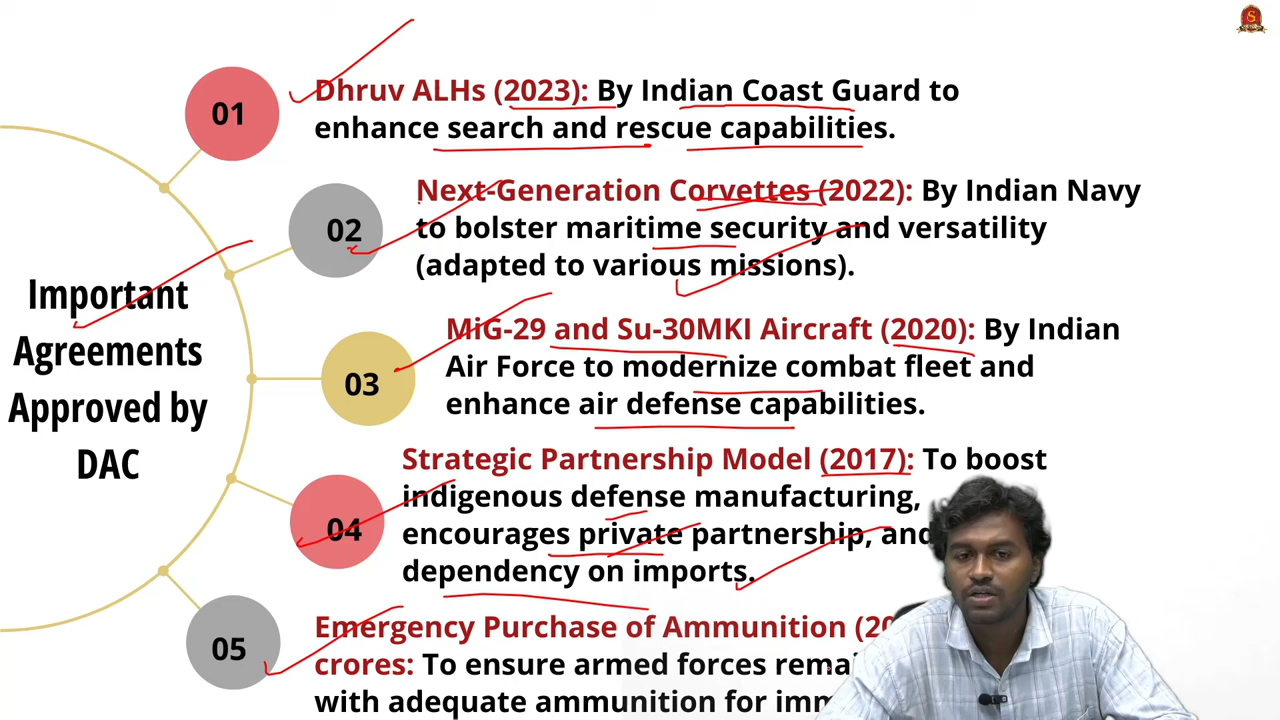 01
Dhruv ALHs (2023): By Indian Coast Guard to
enhance search and rescue capabilities.
02
Next-Generation Corvettes (2022): By Indian Navy
to bolster maritime security and versatility
(adapted to various missions).
Important
Agreements
Approved by
DAC
03
MiG-29 and Su-30MKI Aircraft (2020): By Indian
Air Force to modernize combat fleet and
enhance air defense capabilities.
04
Strategic Partnership Model (2017): To boost
indigenous defense manufacturing,
encourages private partnership, and
dependency on imports.
05
Emergency Purchase of Ammunition
crores: To ensure armed forces
with adequate ammunition for